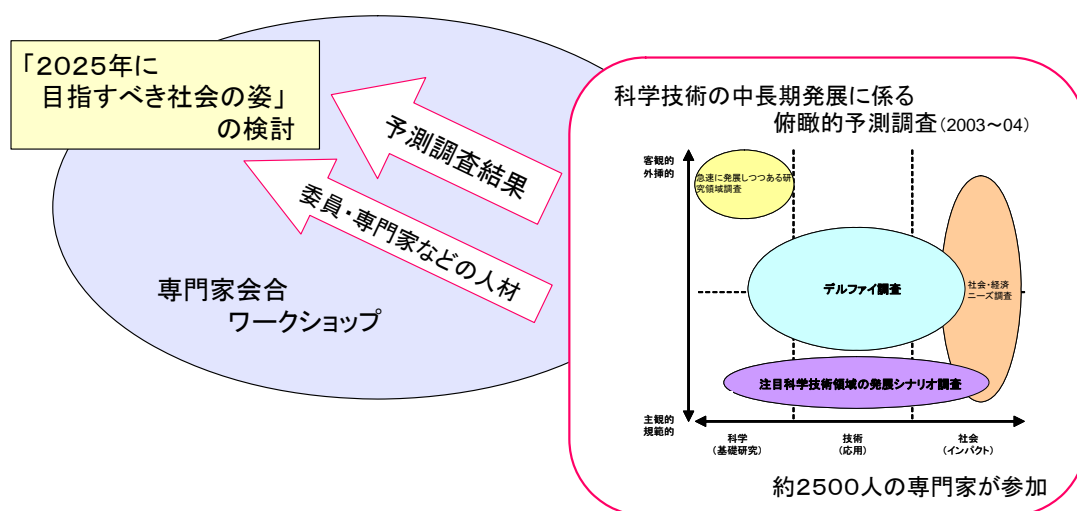 「2025年に
目指すべき社会の姿」
の検討
予測調査結果
委員・専門家などの人材
専門家会合
ワークショップ
科学技術の中長期発展に係る
俯瞰的予測調査(2003～04)
客観的
外挿的
急速に発展しつつある研
究領域調査
デルファイ調査
社会・経済
ニーズ調査
注目科学技術領域の発展シナリオ調査
主観的
規範的
科学
(基礎研究)
技術
(応用)
社会
(インパクト)
約2500人の専門家が参加